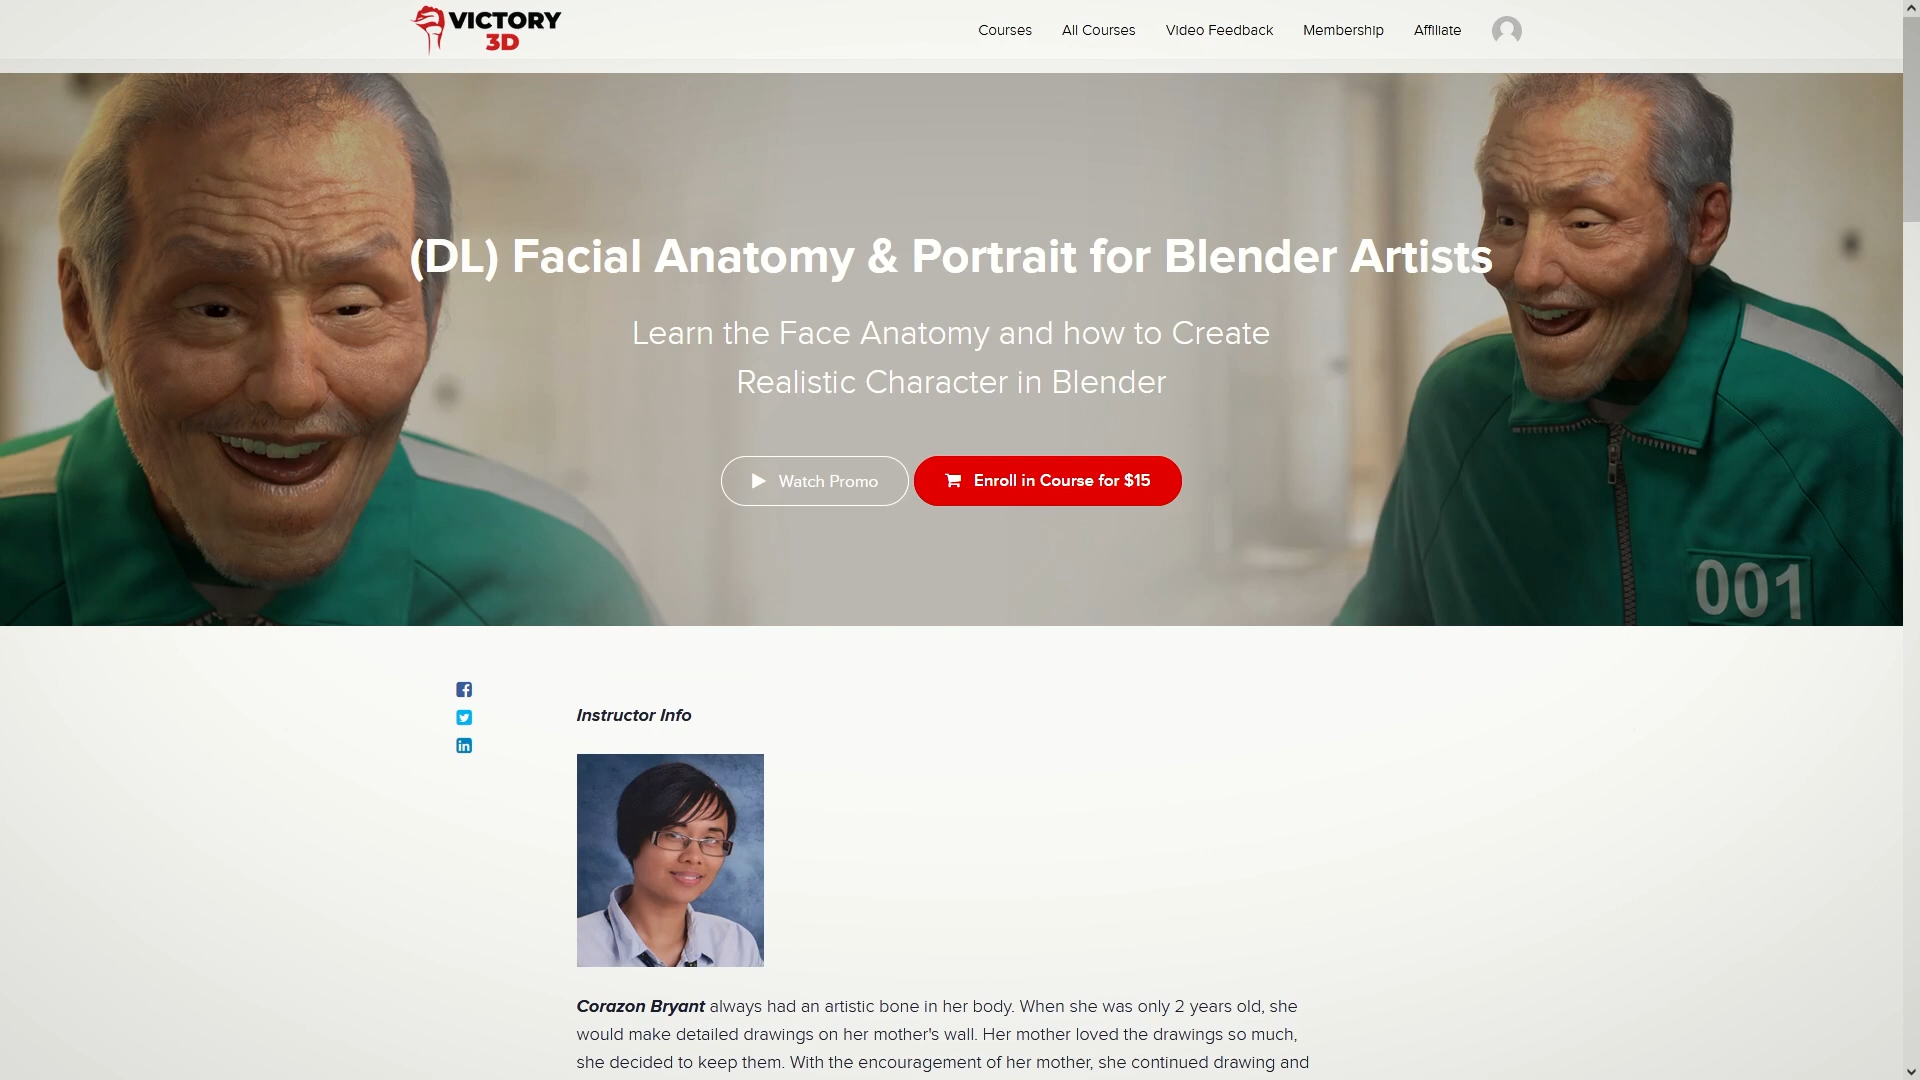 VICTORY
3D
Courses
All Courses
Video Feedback
Membership
Affiliate
(DL) Facial Anatomy & Portrait for Blender Artists
Learn the Face Anatomy and how to Create
Realistic Character in Blender
Watch Promo
Enroll in Course for $15
001
Instructor Info
Corazon Bryant always had an artistic bone in her body. When she was only 2 years old, she
would make detailed drawings on her mother's wall. Her mother loved the drawings so much,
she decided to keep them. With the encouragement of her mother, she continued drawing and